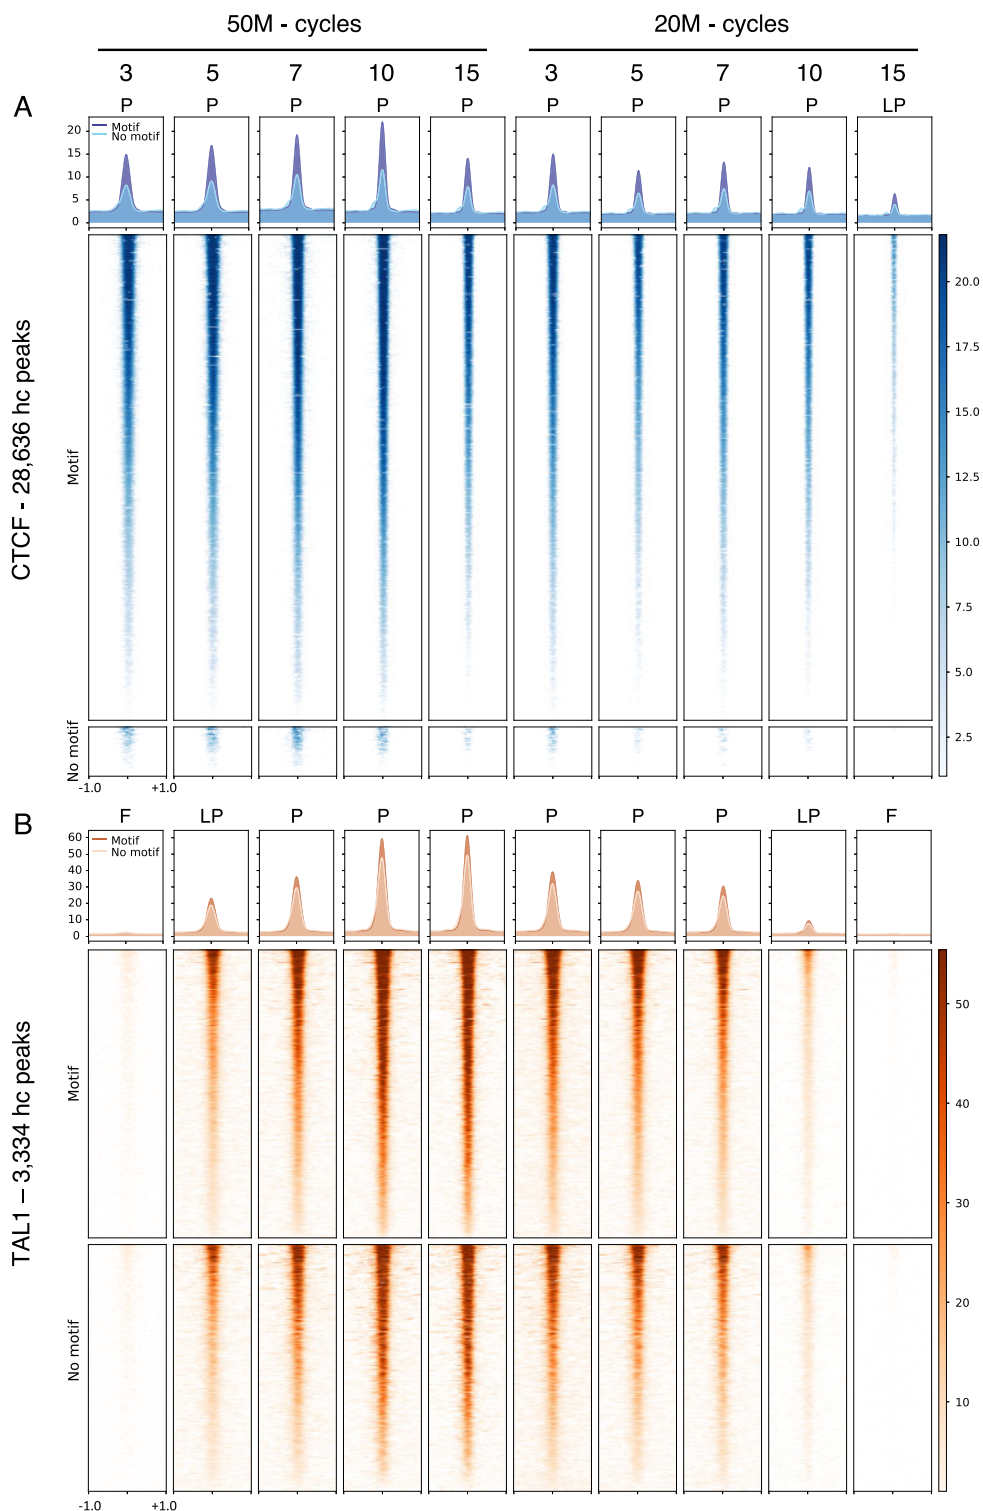 50M - cycles 20M - cycles
3 5 7 10 15 3 5 7 10 15
A P P P P P P P P P LP
Motif
No motif
20
15
10
5
0
CTCF - 28,636 hc peaks
Motif
No motif
20.0
17.5
15.0
12.5
10.0
7.5
5.0
2.5
-1.0 +1.0
B F LP P P P P P P LP F
Motif
No motif
60
50
40
30
20
10
0
TAL1 – 3,334 hc peaks
Motif
No motif
50
40
30
20
10
-1.0 +1.0